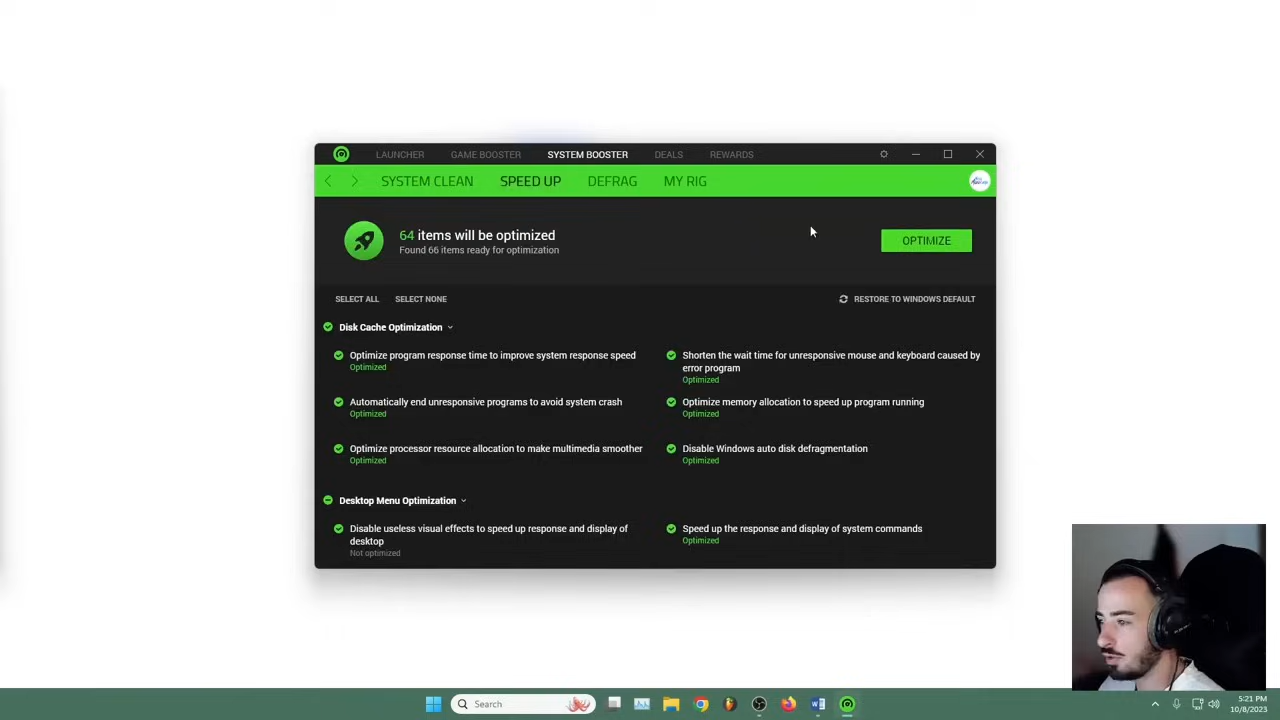 LAUNCHER GAME BOOSTER SYSTEM BOOSTER DEALS REWARDS
SYSTEM CLEAN SPEED UP DEFRAG MY RIG
64 items will be optimized
Found 66 items ready for optimization
OPTIMIZE
SELECT ALL SELECT NONE RESTORE TO WINDOWS DEFAULT
Disk Cache Optimization
Optimize program response time to improve system response speed
Optimized
Shorten the wait time for unresponsive mouse and keyboard caused by
error program
Optimized
Automatically end unresponsive programs to avoid system crash
Optimized
Optimize memory allocation to speed up program running
Optimized
Optimize processor resource allocation to make multimedia smoother
Optimized
Disable Windows auto disk defragmentation
Optimized
Desktop Menu Optimization
Disable useless visual effects to speed up response and display of
desktop
Not optimized
Speed up the response and display of system commands
Optimized
Search
5:21 PM
10/8/2023